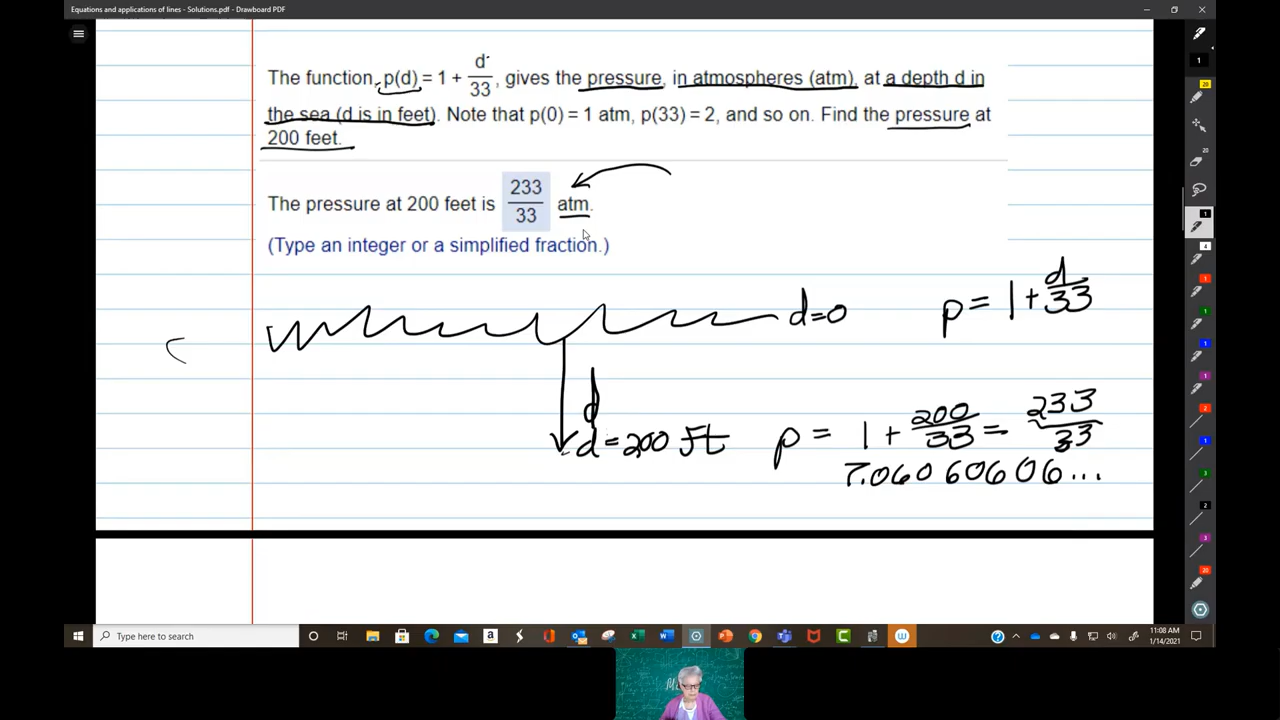 Equations and applications of lines - Solutions.pdf - Drawboard PDF
The function, p(d) = 1 + d/33, gives the pressure, in atmospheres (atm), at a depth d in
the sea (d is in feet). Note that p(0) = 1 atm, p(33) = 2, and so on. Find the pressure at
200 feet.
The pressure at 200 feet is 233/33 atm.
(Type an integer or a simplified fraction.)
d=0
p = 1 + d/33
d
d = 200 ft
p = 1 + 200/33 = 233/33
7.060 60606...
Type here to search
11:08 AM
1/14/2021